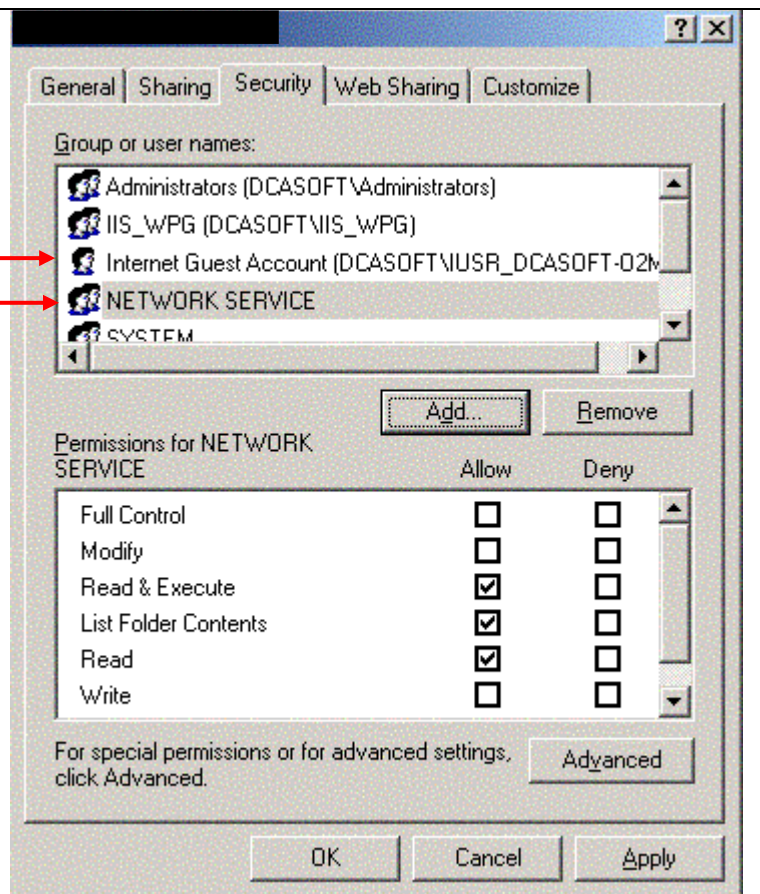 General Sharing Security Web Sharing Customize
Group or user names:
Administrators (DCASOFT\Administrators)
IIS_WPG (DCASOFT\IIS_WPG)
Internet Guest Account (DCASOFT\IUSR_DCASOFT-02M
NETWORK SERVICE
SYSTEM
Add... Remove
Permissions for NETWORK
SERVICE Allow Deny
Full Control
Modify
Read & Execute
List Folder Contents
Read
Write
For special permissions or for advanced settings,
click Advanced.
Advanced
OK Cancel Apply